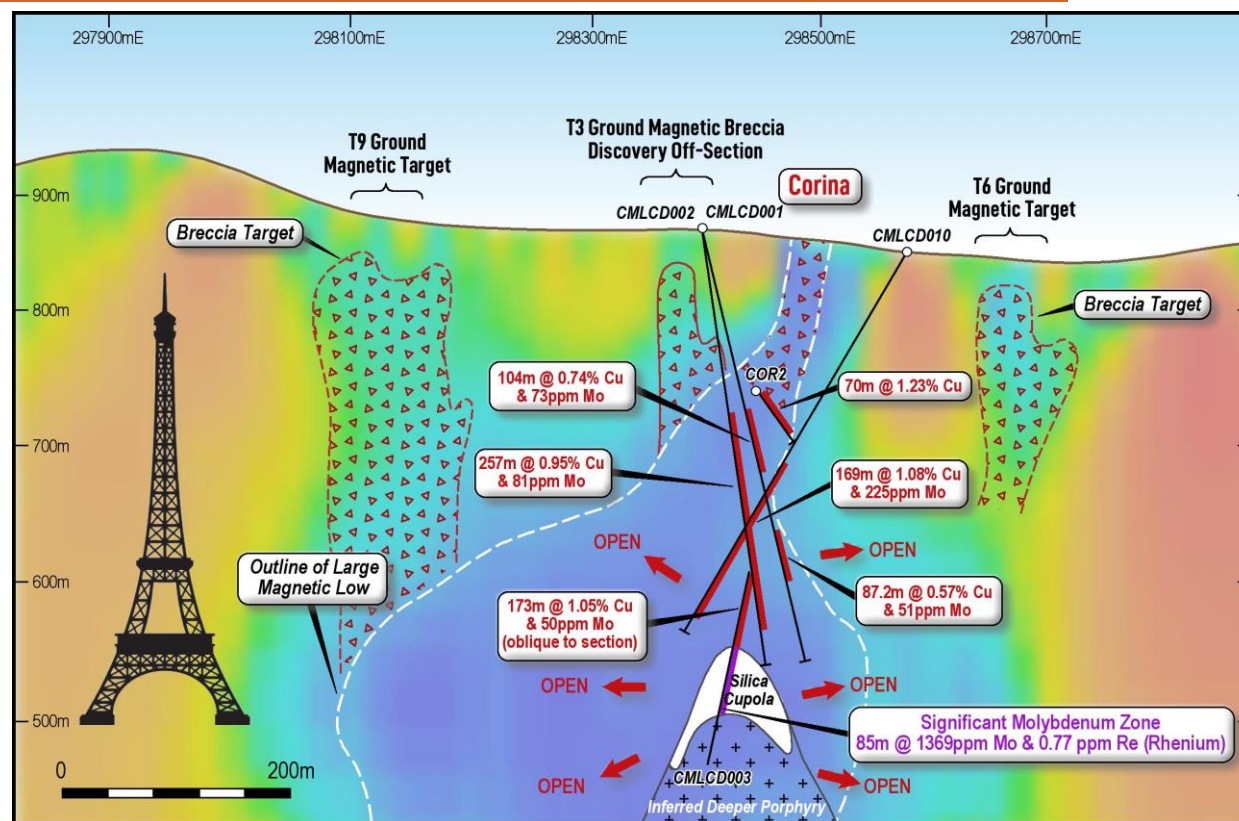 297900mE
298100mE
298300mE
298500mE
298700mE
T9 Ground
Magnetic Target
T3 Ground Magnetic Breccia
Discovery Off-Section
Corina
T6 Ground
Magnetic Target
900m
Breccia Target
CMLCD002
CMLCD001
CMLCD010
800m
Breccia Target
104m @ 0.74% Cu
& 73ppm Mo
COR2
70m @ 1.23% Cu
700m
257m @ 0.95% Cu
& 81ppm Mo
169m @ 1.08% Cu
& 225ppm Mo
OPEN
OPEN
600m
Outline of Large
Magnetic Low
173m @ 1.05% Cu
& 50ppm Mo
(oblique to section)
87.2m @ 0.57% Cu
& 51ppm Mo
OPEN
Silica
Cupola
OPEN
500m
Significant Molybdenum Zone
85m @ 1369ppm Mo & 0.77 ppm Re (Rhenium)
0
200m
OPEN
CMLCD003
OPEN
Inferred Deeper Porphyry